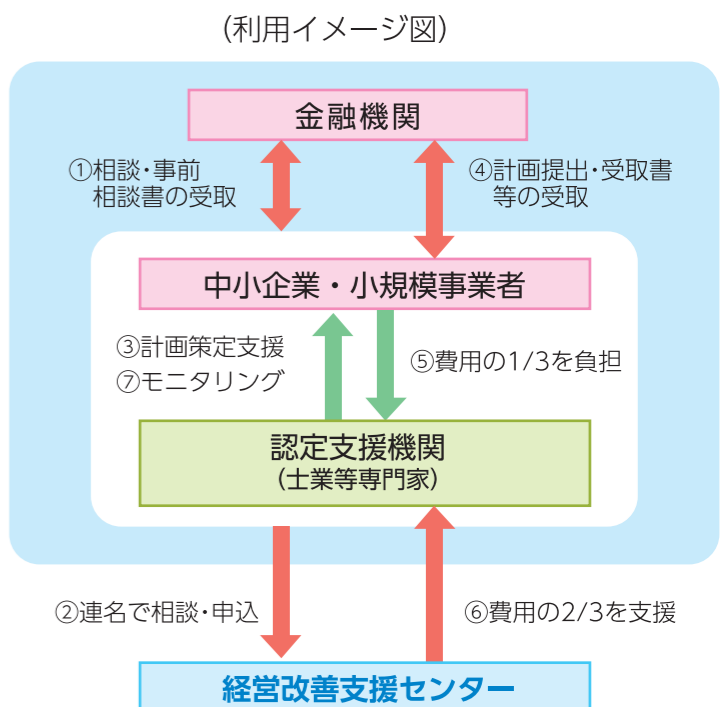 (利用イメージ図)
金融機関
①相談・事前
相談書の受取
④計画提出・受取書
等の受取
中小企業・小規模事業者
③計画策定支援
⑦モニタリング
⑤費用の1/3を負担
認定支援機関
(士業等専門家)
②連名で相談・申込
⑥費用の2/3を支援
経営改善支援センター